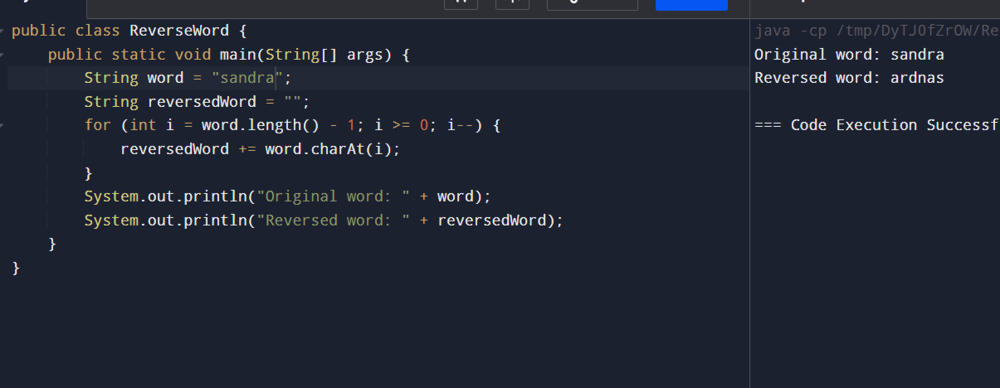 public class ReverseWord {
    public static void main(String[] args) {
        String word = "sandra";
        String reversedWord = "";
        for (int i = word.length() - 1; i >= 0; i--) {
            reversedWord += word.charAt(i);
        }
        System.out.println("Original word: " + word);
        System.out.println("Reversed word: " + reversedWord);
    }
}
java -cp /tmp/DyTJ0fZrOW/Re
Original word: sandra
Reversed word: ardnas
=== Code Execution Successf